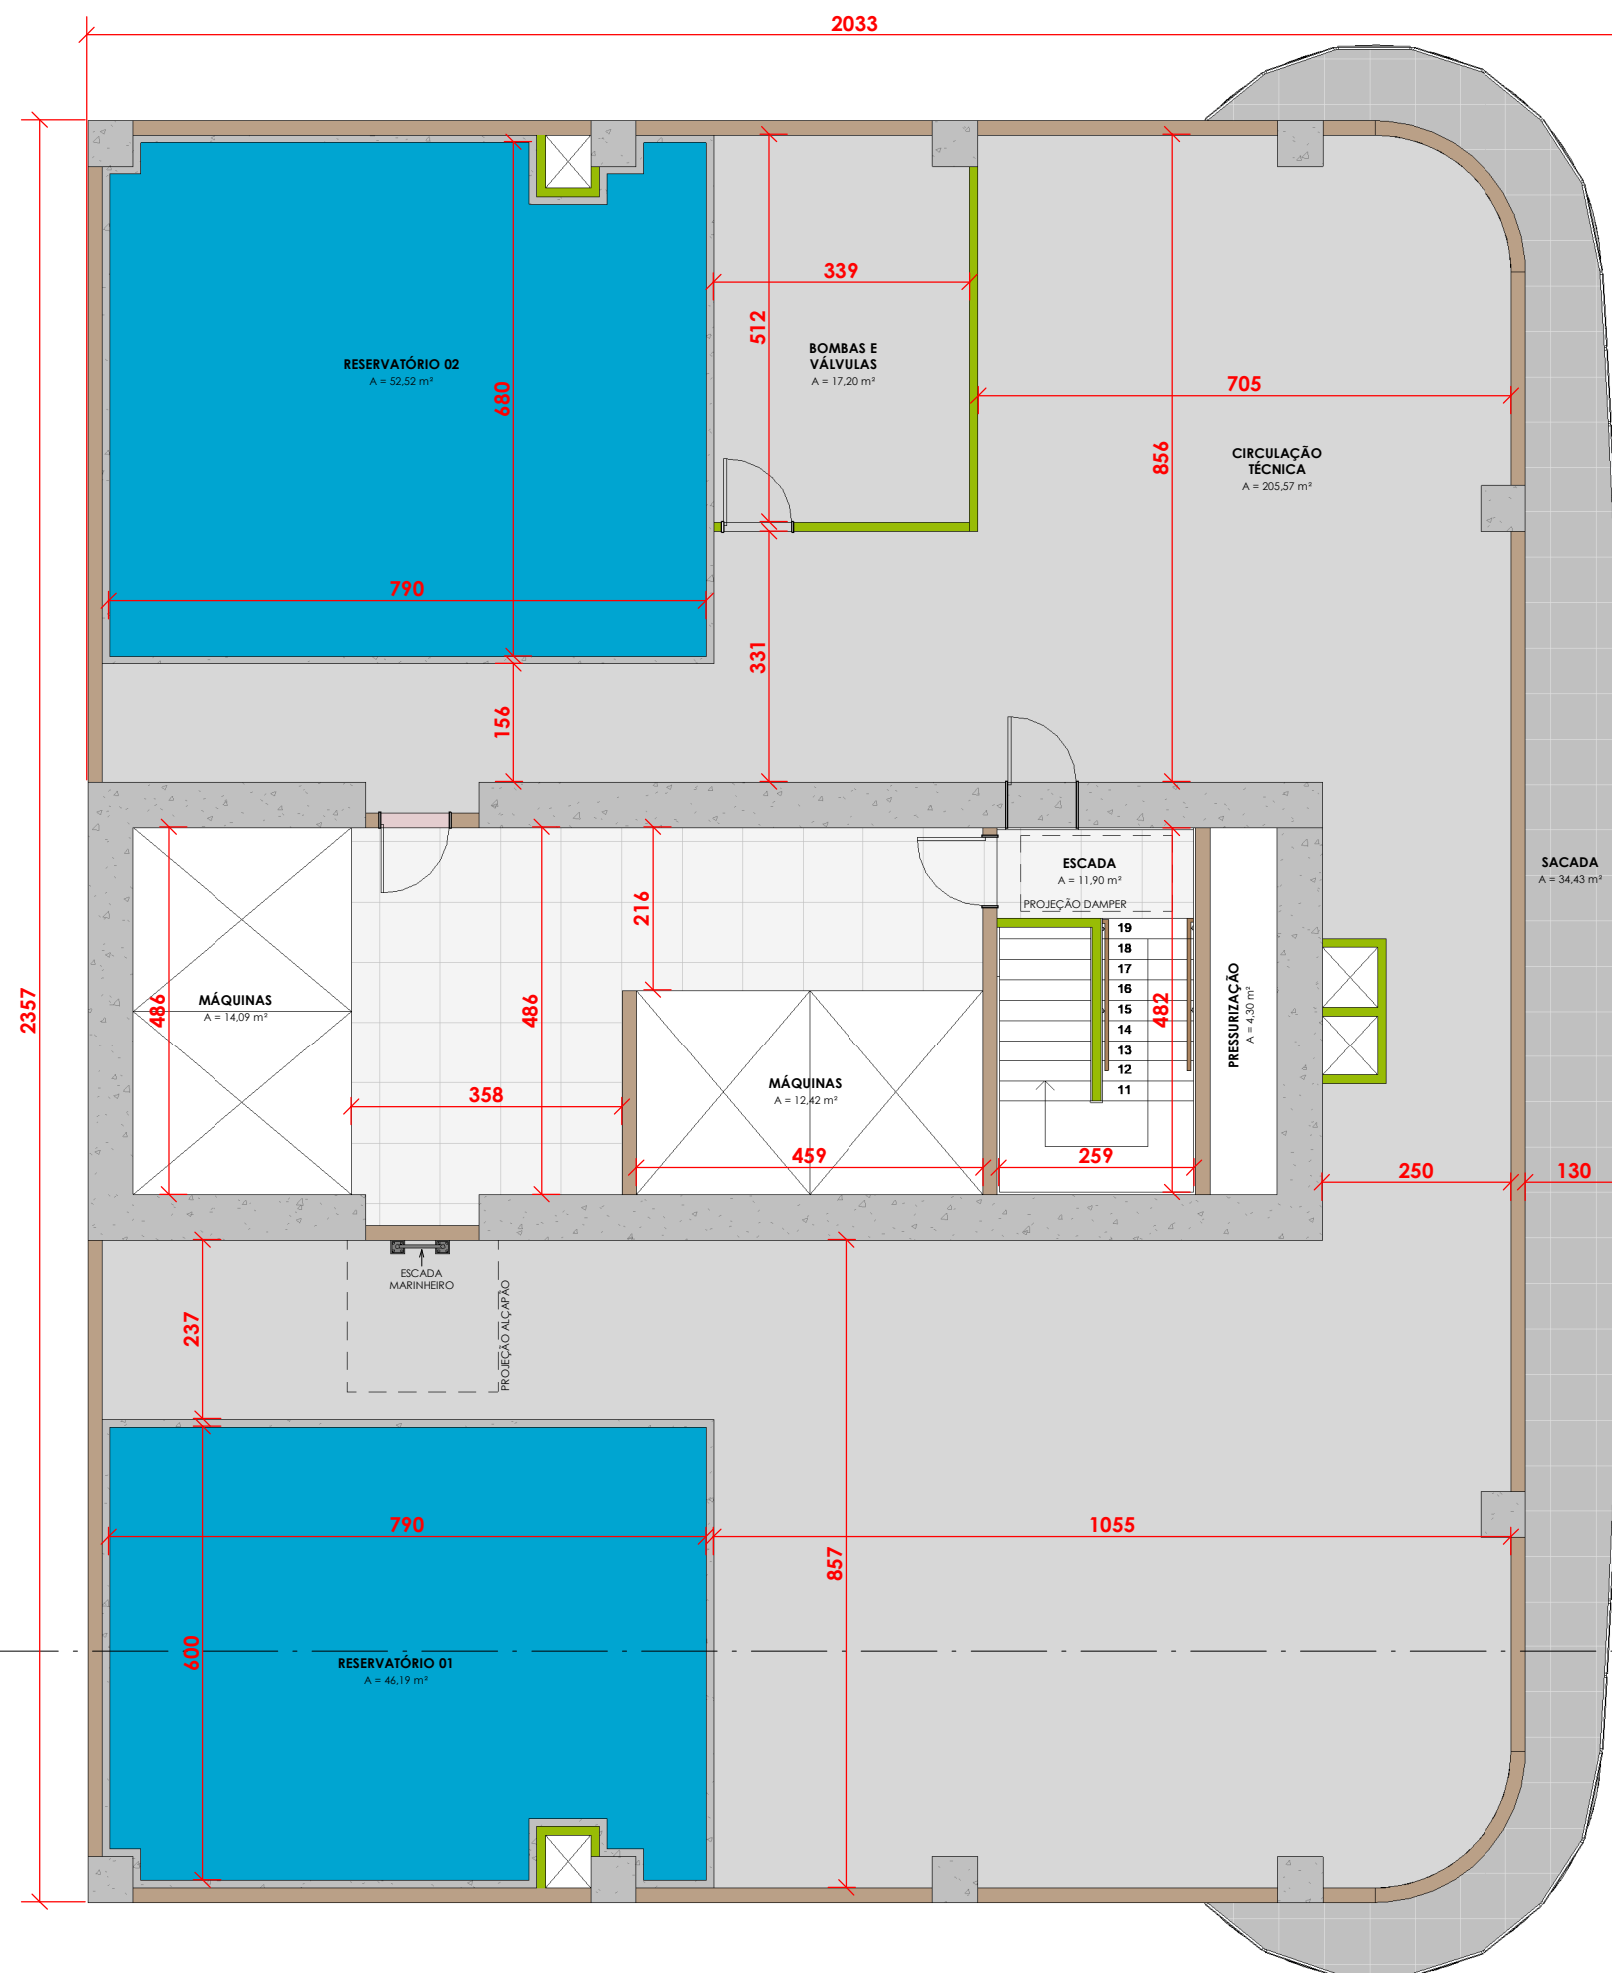 2033
339
512
BOMBAS E
VÁLVULAS
A = 17,20 m²
RESERVATÓRIO 02
A = 52,52 m²
680
705
856
CIRCULAÇÃO
TÉCNICA
A = 205,57 m²
790
331
156
ESCADA
A = 11,90 m²
PROJEÇÃO DAMPER
SACADA
A = 34,43 m²
216
19
18
17
16
15
14
13
12
11
2357
486
MÁQUINAS
A = 14,09 m²
486
482
PRESSURIZAÇÃO
A = 4,30 m²
358
MÁQUINAS
A = 12,42 m²
459
259
250
130
ESCADA
MARINHEIRO
PROJEÇÃO ALÇAPÃO
237
790
1055
857
600
RESERVATÓRIO 01
A = 46,19 m²